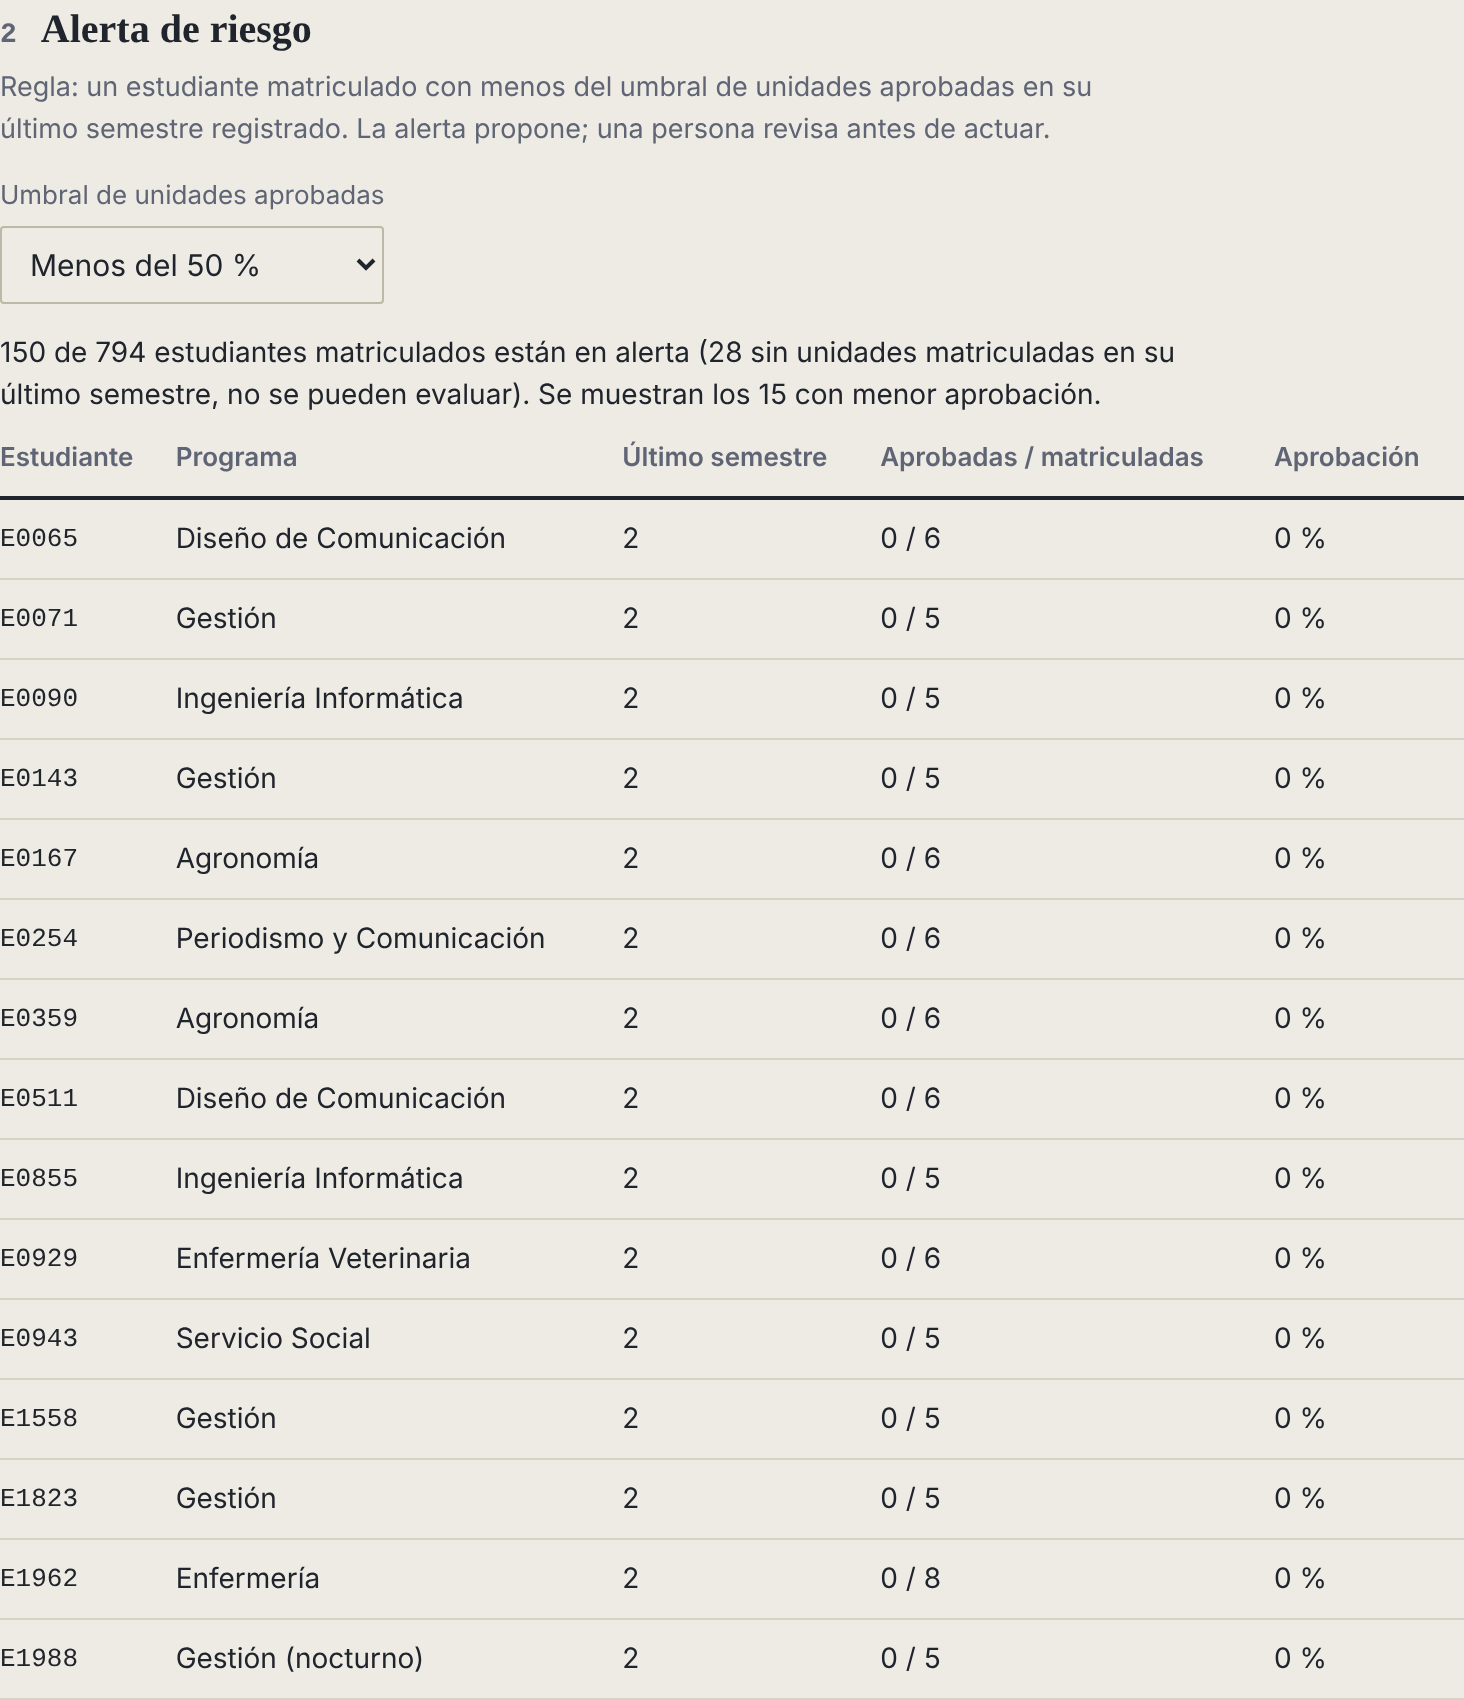 2 Alerta de riesgo
Regla: un estudiante matriculado con menos del umbral de unidades aprobadas en su
último semestre registrado. La alerta propone; una persona revisa antes de actuar.
Umbral de unidades aprobadas
Menos del 50 %
150 de 794 estudiantes matriculados están en alerta (28 sin unidades matriculadas en su
último semestre, no se pueden evaluar). Se muestran los 15 con menor aprobación.
Estudiante Programa Último semestre Aprobadas / matriculadas Aprobación
E0065 Diseño de Comunicación 2 0 / 6 0 %
E0071 Gestión 2 0 / 5 0 %
E0090 Ingeniería Informática 2 0 / 5 0 %
E0143 Gestión 2 0 / 5 0 %
E0167 Agronomía 2 0 / 6 0 %
E0254 Periodismo y Comunicación 2 0 / 6 0 %
E0359 Agronomía 2 0 / 6 0 %
E0511 Diseño de Comunicación 2 0 / 6 0 %
E0855 Ingeniería Informática 2 0 / 5 0 %
E0929 Enfermería Veterinaria 2 0 / 6 0 %
E0943 Servicio Social 2 0 / 5 0 %
E1558 Gestión 2 0 / 5 0 %
E1823 Gestión 2 0 / 5 0 %
E1962 Enfermería 2 0 / 8 0 %
E1988 Gestión (nocturno) 2 0 / 5 0 %